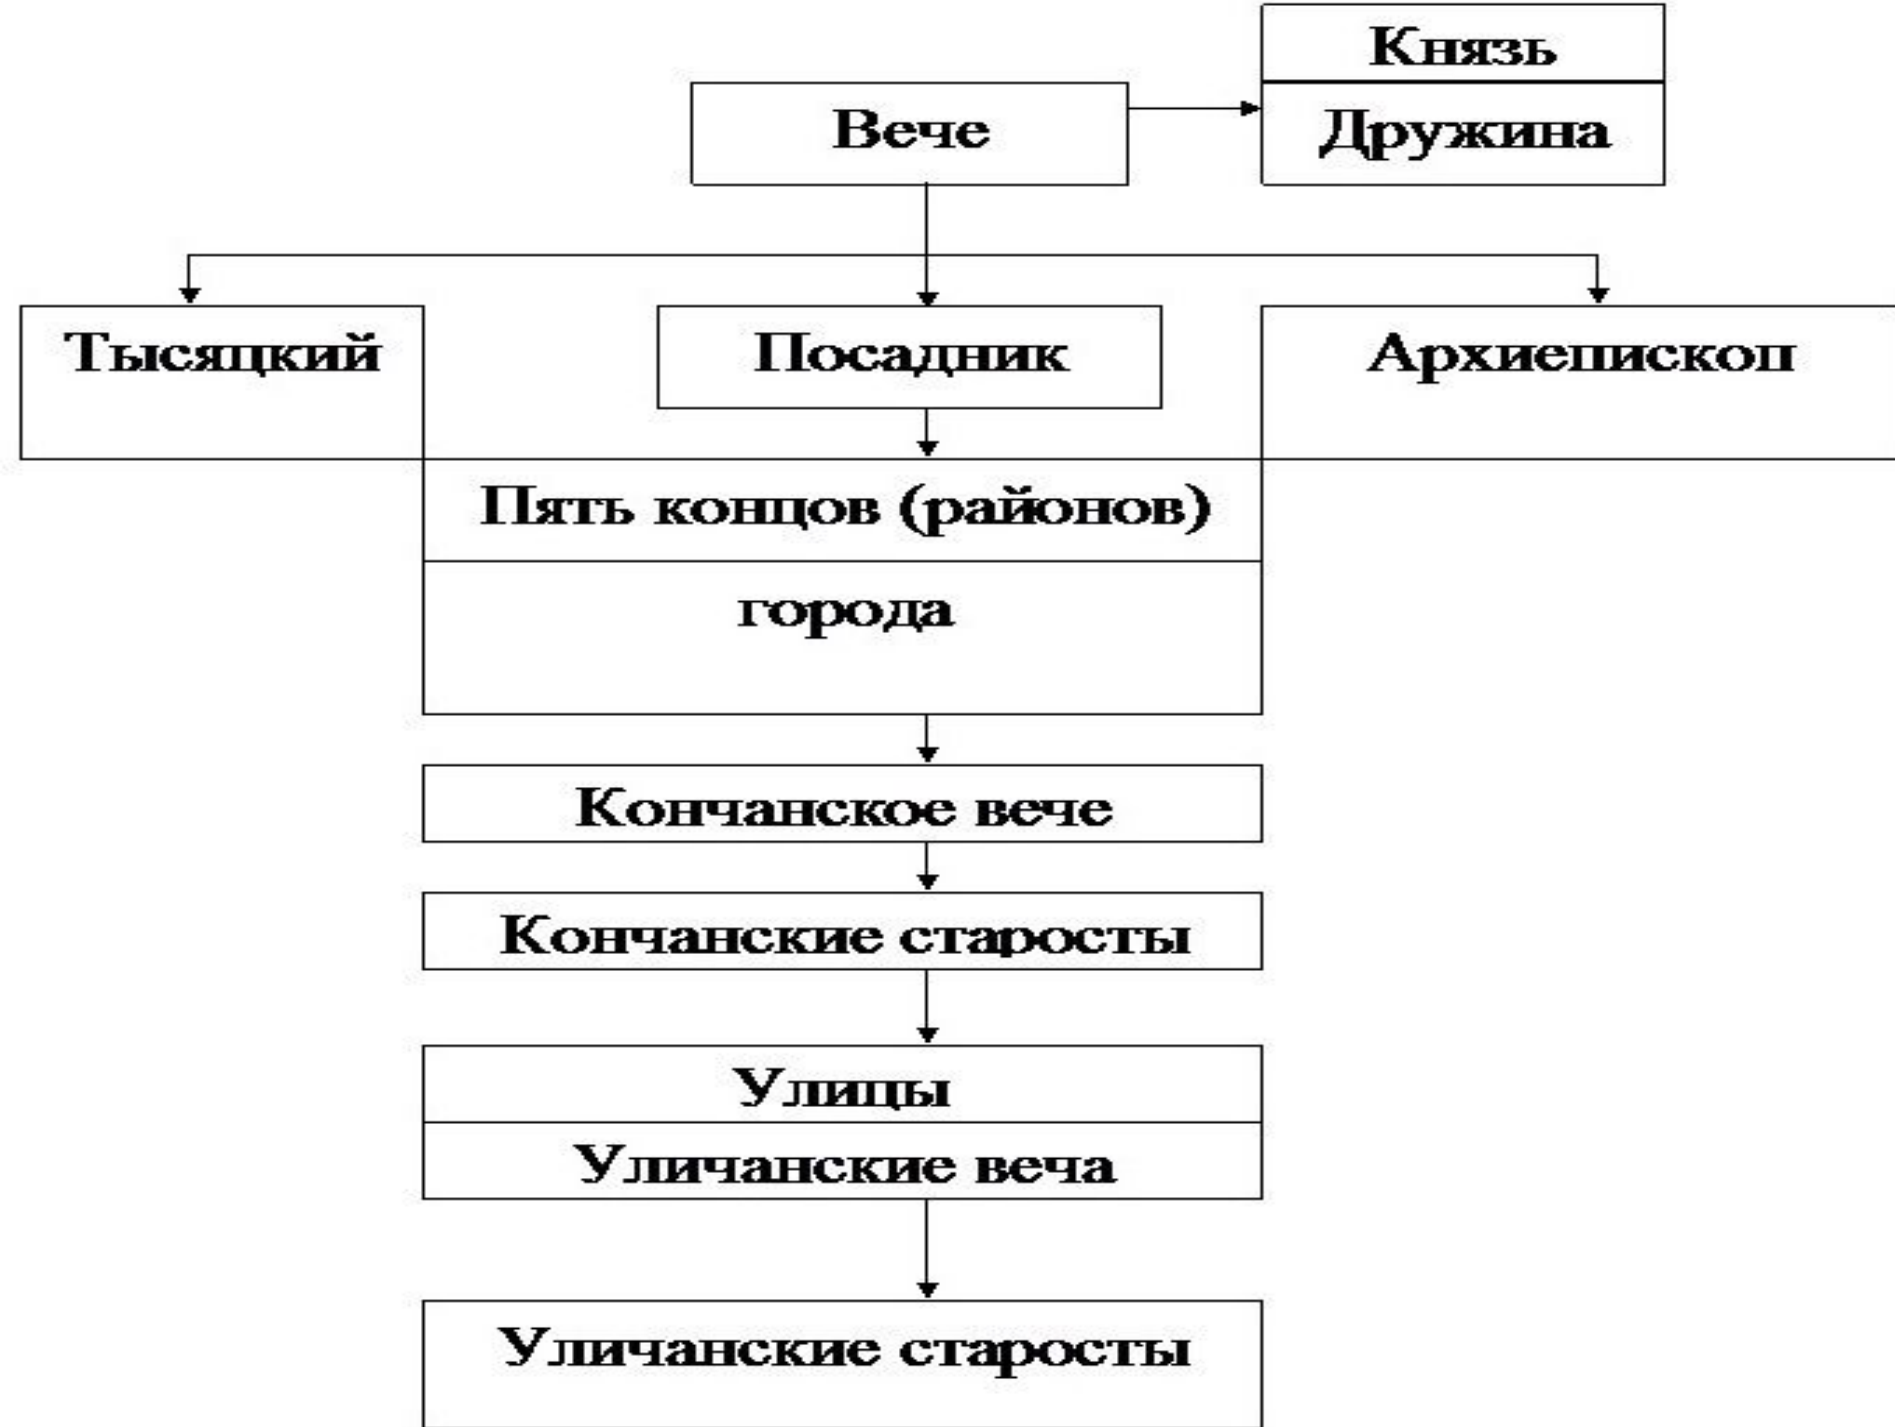 Князь
Вече
Дружина
Тысяцкий
Посадник
Архиепископ
Пять концов (районов)
города
Кончанское вече
Кончанские старосты
Улицы
Уличанские веча
Уличанские старосты